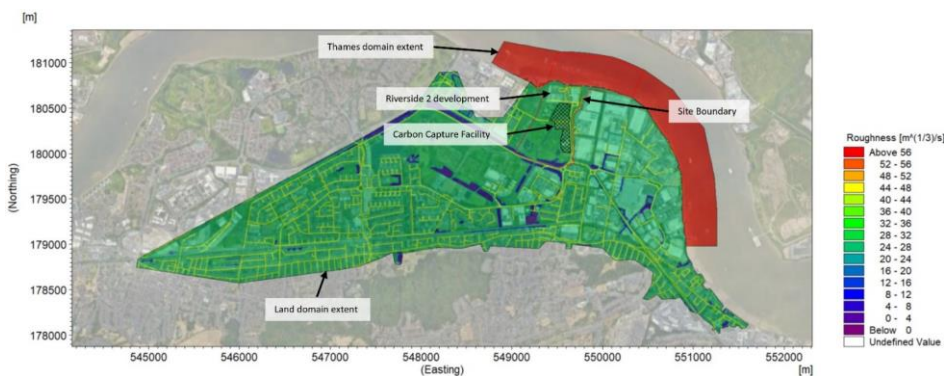 [m]
[m]
181000
180500
180000
179500
179000
178500
178000
(Northing)
Thames domain extent
Riverside 2 development
Site Boundary
Carbon Capture Facility
Land domain extent
545000 546000 547000 548000 549000 550000 551000 552000
(Easting)
[m]
Roughness [m^(1/3)/s]
Above 56
52 - 56
48 - 52
44 - 48
40 - 44
36 - 40
32 - 36
28 - 32
24 - 28
20 - 24
16 - 20
12 - 16
8 - 12
4 - 8
0 - 4
Below 0
Undefined Value